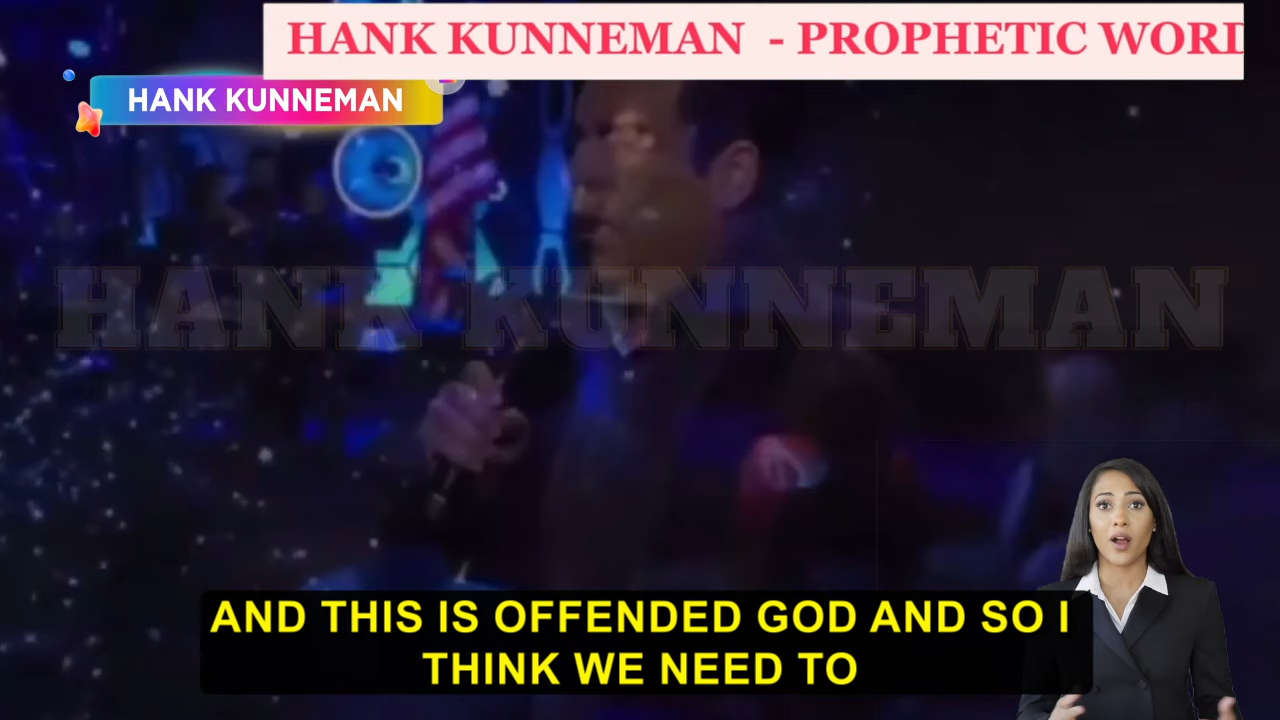 HANK KUNNEMAN - PROPHETIC WORD
HANK KUNNEMAN
HANK KUNNEMAN
AND THIS IS OFFENDED GOD AND SO I
THINK WE NEED TO